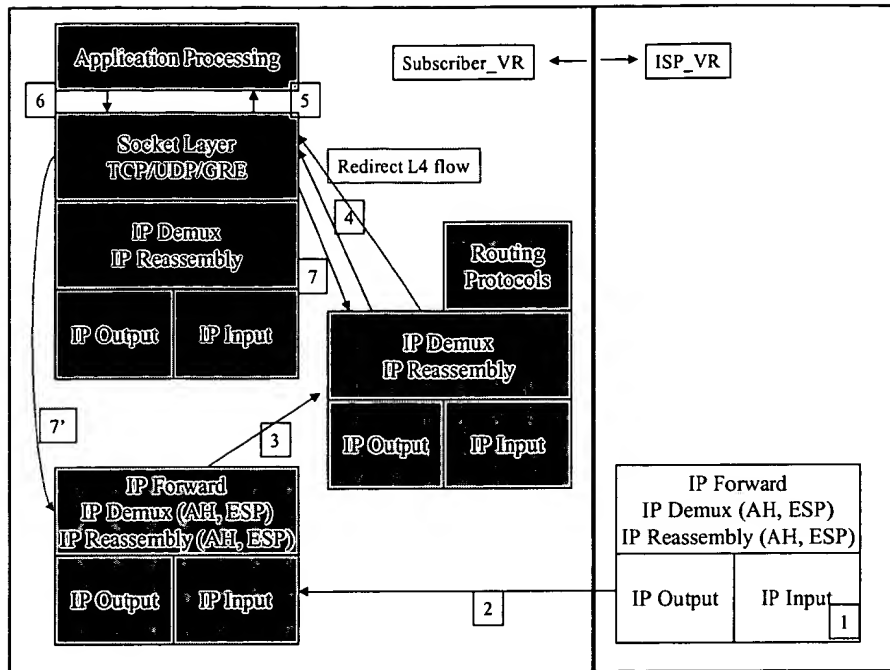 Application Processing
Subscriber_VR
ISP_VR
6
5
Socket Layer
TCP/UDP/GRE
Redirect L4 flow
4
IP Demux
IP Reassembly
7
Routing
Protocols
IP Output
IP Input
IP Demux
IP Reassembly
7'
3
IP Output
IP Input
IP Forward
IP Demux (AH, ESP)
IP Reassembly (AH, ESP)
IP Output
IP Input
2
IP Forward
IP Demux (AH, ESP)
IP Reassembly (AH, ESP)
IP Output
IP Input
1